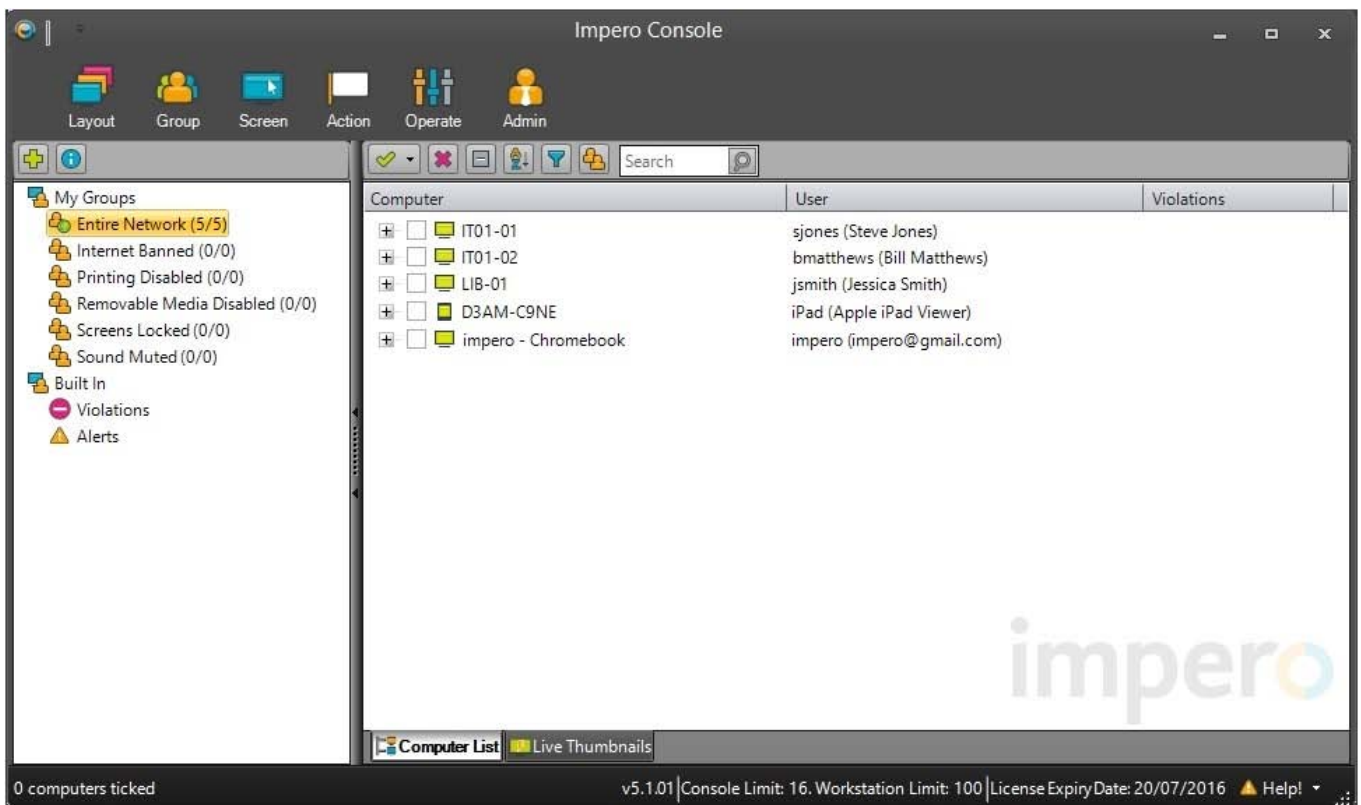 Impero Console
Layout Group Screen Action Operate Admin
Search
My Groups
Entire Network (5/5)
Internet Banned (0/0)
Printing Disabled (0/0)
Removable Media Disabled (0/0)
Screens Locked (0/0)
Sound Muted (0/0)
Built In
Violations
Alerts
Computer User Violations
IT01-01 sjones (Steve Jones)
IT01-02 bmatthews (Bill Matthews)
LIB-01 jsmith (Jessica Smith)
D3AM-C9NE iPad (Apple iPad Viewer)
impero - Chromebook impero (impero@gmail.com)
impero
Computer List Live Thumbnails
0 computers ticked v5.1.01 Console Limit: 16. Workstation Limit: 100 License Expiry Date: 20/07/2016 Help!